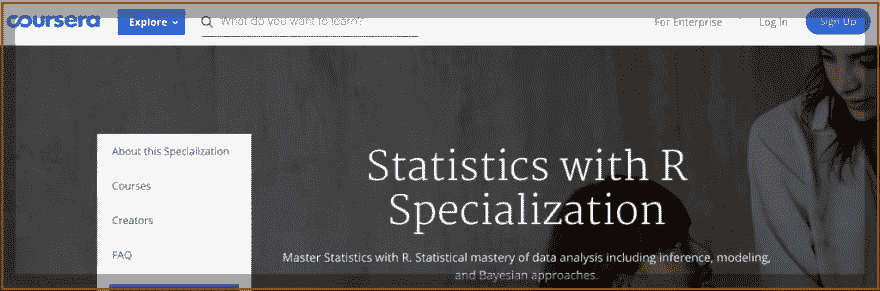 coursera Explore What do you want to learn? For Enterprise Log In Sign Up
About this Specialization
Courses
Creators
FAQ
Statistics with R
Specialization
Master Statistics with R. Statistical mastery of data analysis including inference, modeling,
and Bayesian approaches.